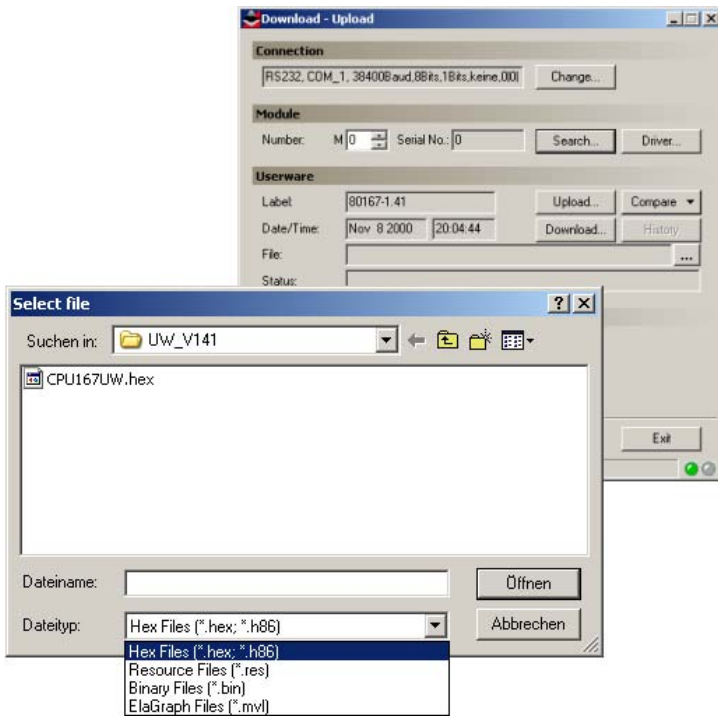 Download - Upload
Connection
RS232, COM_1, 38400Baud,8Bits,1Bits,keine, Change...
Module
Number: M 0 Serial No.: 0 Search... Driver...
Userware
Label: 80167-1.41 Upload... Compare
Date/Time: Nov 8 2000 20:04:44 Download... History
File: ...
Status:
Exit
Select file
Suchen in: UW_V141
CPU167UW.hex
Dateiname: Öffnen
Dateityp: Hex Files (*.hex; *.h86) Abbrechen
Hex Files (*.hex; *.h86)
Resource Files (*.res)
Binary Files (*.bin)
ElaGraph Files (*.mvl)